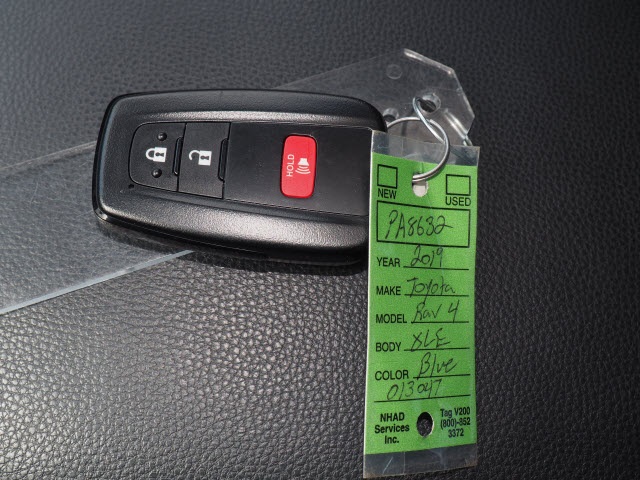 HOLD
NEW USED
PA8632
YEAR 2019
MAKE Toyota
MODEL Rav 4
BODY XLE
COLOR Blue
013047
NHAD Services Inc.
Tag V200
(800)-852
3372